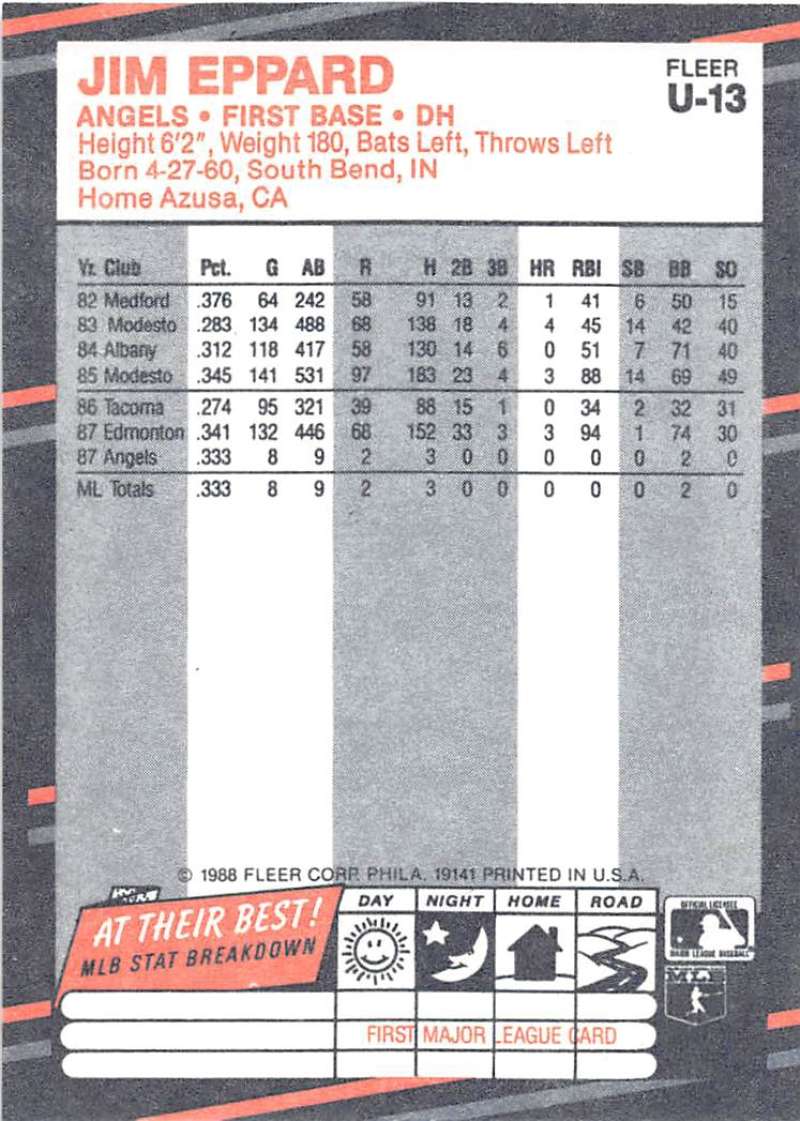 JIM EPPARD
FLEER
U-13
ANGELS • FIRST BASE • DH
Height 6'2", Weight 180, Bats Left, Throws Left
Born 4-27-60, South Bend, IN
Home Azusa, CA
Yr. Club Pct. G AB R H 2B 3B HR RBI SB BB SO
82 Medford .376 64 242 58 91 13 2 1 41 6 50 15
83 Modesto .283 134 488 68 138 18 4 4 45 14 42 40
84 Albany .312 118 417 58 130 14 6 0 51 7 71 40
85 Modesto .345 141 531 97 183 23 4 3 88 14 69 49
86 Tacoma .274 95 321 39 88 15 1 0 34 2 32 31
87 Edmonton .341 132 446 68 152 33 3 3 94 1 74 30
87 Angels .333 8 9 2 3 0 0 0 0 0 2 0
ML Totals .333 8 9 2 3 0 0 0 0 0 2 0
© 1988 FLEER CORP. PHILA. 19141 PRINTED IN U.S.A.
AT THEIR BEST!
MLB STAT BREAKDOWN
DAY NIGHT HOME ROAD
OFFICIAL LICENSEE
MAJOR LEAGUE BASEBALL
FIRST MAJOR LEAGUE CARD